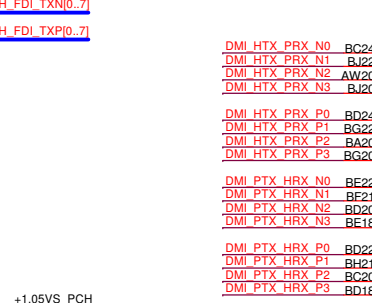 H_FDI_TXN[0..7]
H_FDI_TXP[0..7]
DMI_HTX_PRX_N0 BC24
DMI_HTX_PRX_N1 BJ22
DMI_HTX_PRX_N2 AW20
DMI_HTX_PRX_N3 BJ20
DMI_HTX_PRX_P0 BD24
DMI_HTX_PRX_P1 BG22
DMI_HTX_PRX_P2 BA20
DMI_HTX_PRX_P3 BG20
DMI_PTX_HRX_N0 BE22
DMI_PTX_HRX_N1 BF21
DMI_PTX_HRX_N2 BD20
DMI_PTX_HRX_N3 BE18
DMI_PTX_HRX_P0 BD22
DMI_PTX_HRX_P1 BH21
DMI_PTX_HRX_P2 BC20
DMI_PTX_HRX_P3 BD18
+1.05VS_PCH